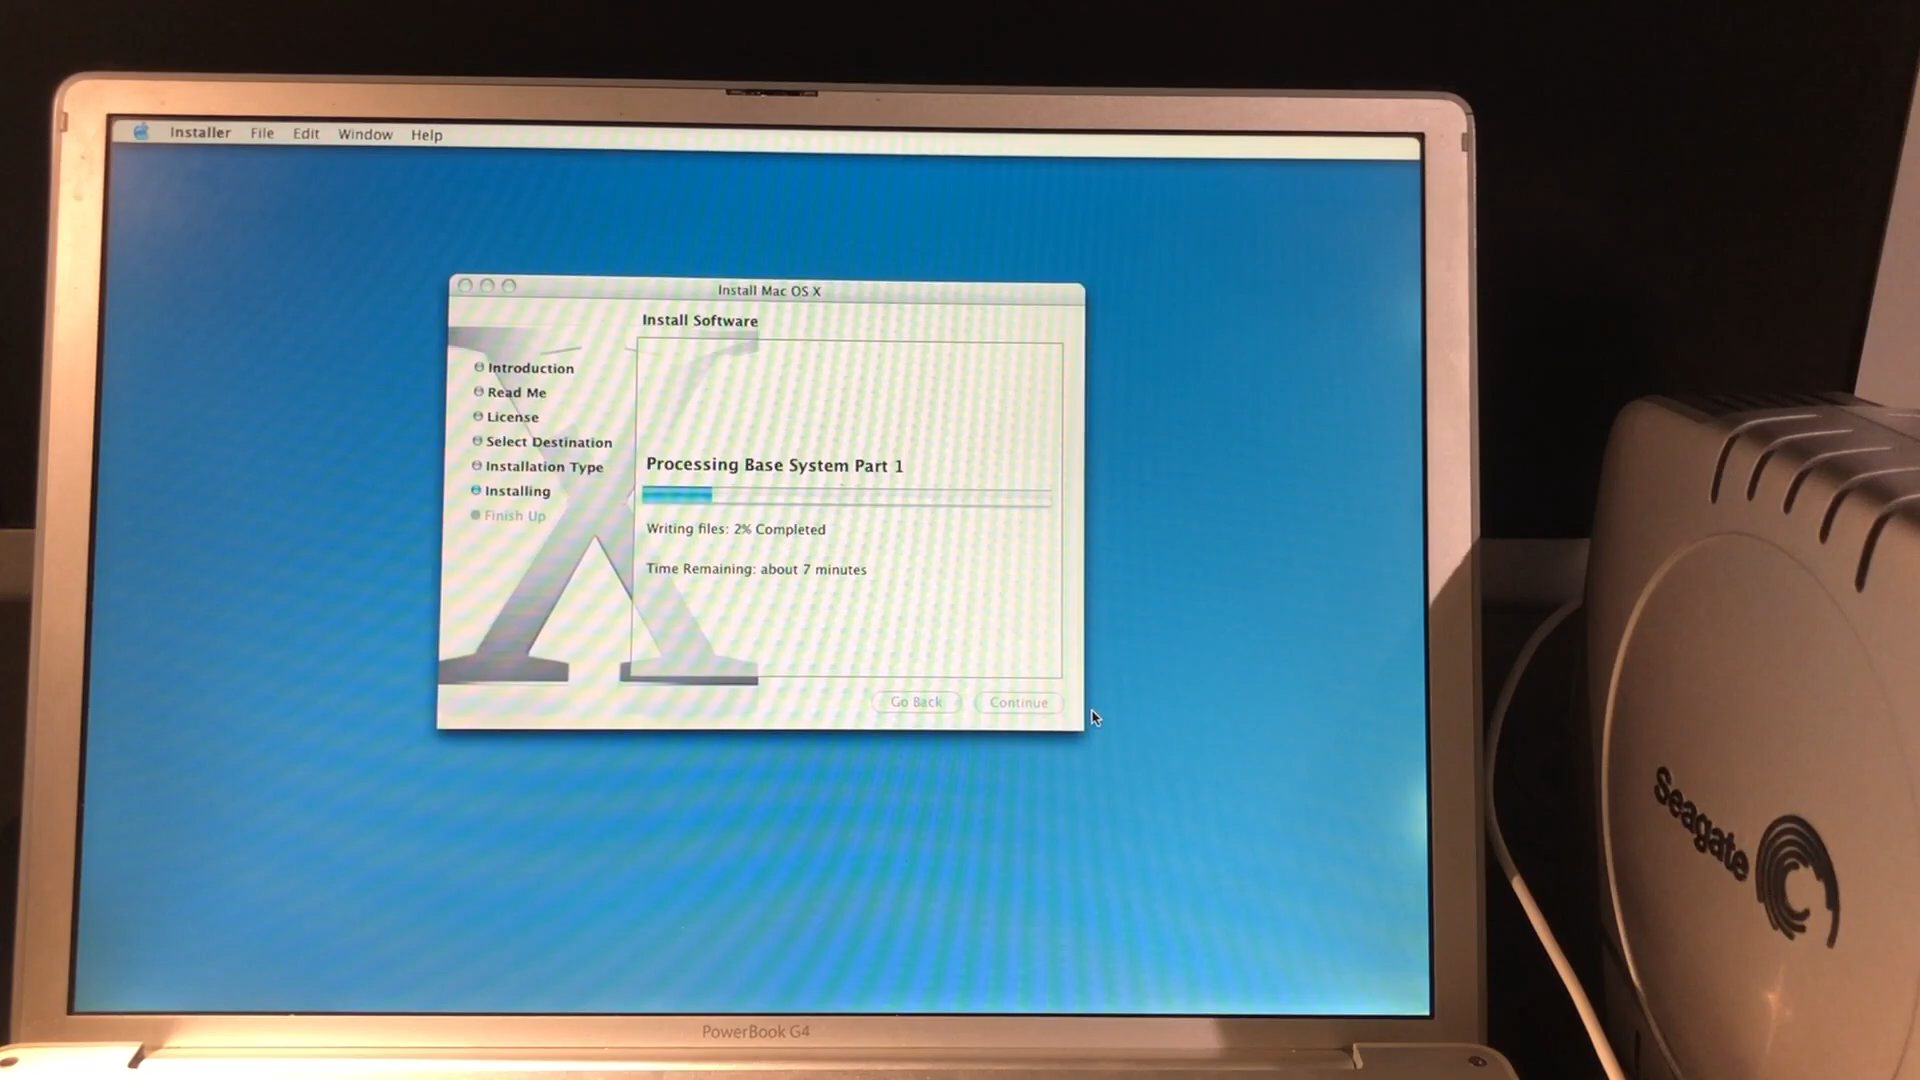 Installer File Edit Window Help
Install Mac OS X
Install Software
Introduction
Read Me
License
Select Destination
Installation Type
Installing
Finish Up
Processing Base System Part 1
Writing files: 2% Completed
Time Remaining: about 7 minutes
Go Back Continue
Seagate
PowerBook G4